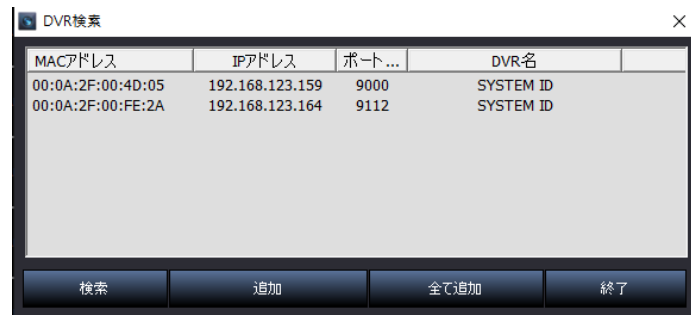 DVR検索
MACアドレス IPアドレス ポート... DVR名
00:0A:2F:00:4D:05 192.168.123.159 9000 SYSTEM ID
00:0A:2F:00:FE:2A 192.168.123.164 9112 SYSTEM ID
検索 追加 全て追加 終了